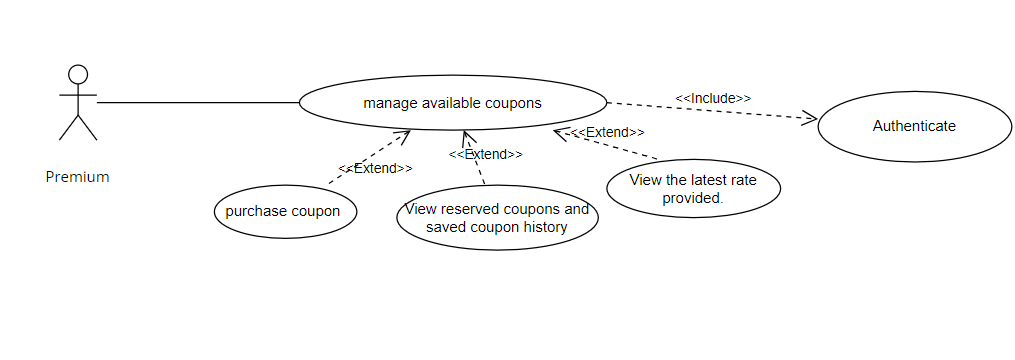 manage available coupons
<<Include>>
Authenticate
<<Extend>>
<<Extend>>
<<Extend>>
Premium
purchase coupon
View reserved coupons and
saved coupon history
View the latest rate
provided.